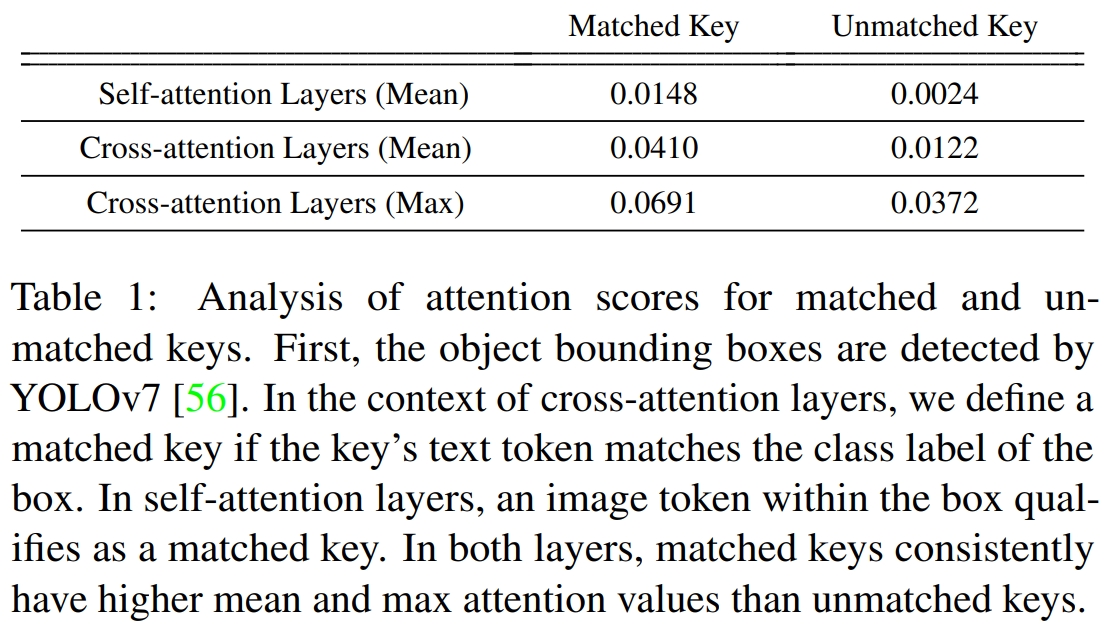 Matched Key Unmatched Key
Self-attention Layers (Mean) 0.0148 0.0024
Cross-attention Layers (Mean) 0.0410 0.0122
Cross-attention Layers (Max) 0.0691 0.0372
Table 1: Analysis of attention scores for matched and un-
matched keys. First, the object bounding boxes are detected by
YOLOv7 [56]. In the context of cross-attention layers, we define a
matched key if the key's text token matches the class label of the
box. In self-attention layers, an image token within the box qual-
ifies as a matched key. In both layers, matched keys consistently
have higher mean and max attention values than unmatched keys.